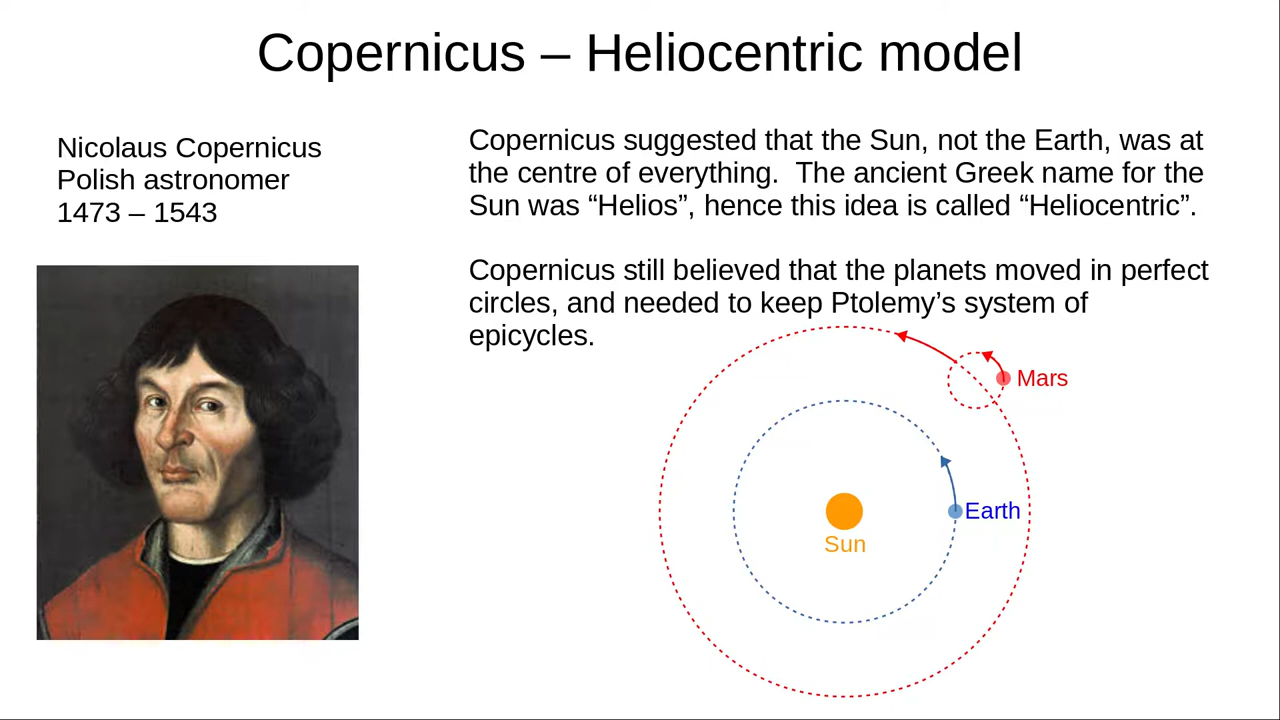 Copernicus – Heliocentric model
Nicolaus Copernicus
Polish astronomer
1473 – 1543
Copernicus suggested that the Sun, not the Earth, was at
the centre of everything.  The ancient Greek name for the
Sun was “Helios”, hence this idea is called “Heliocentric”.
Copernicus still believed that the planets moved in perfect
circles, and needed to keep Ptolemy’s system of
epicycles.
Mars
Earth
Sun